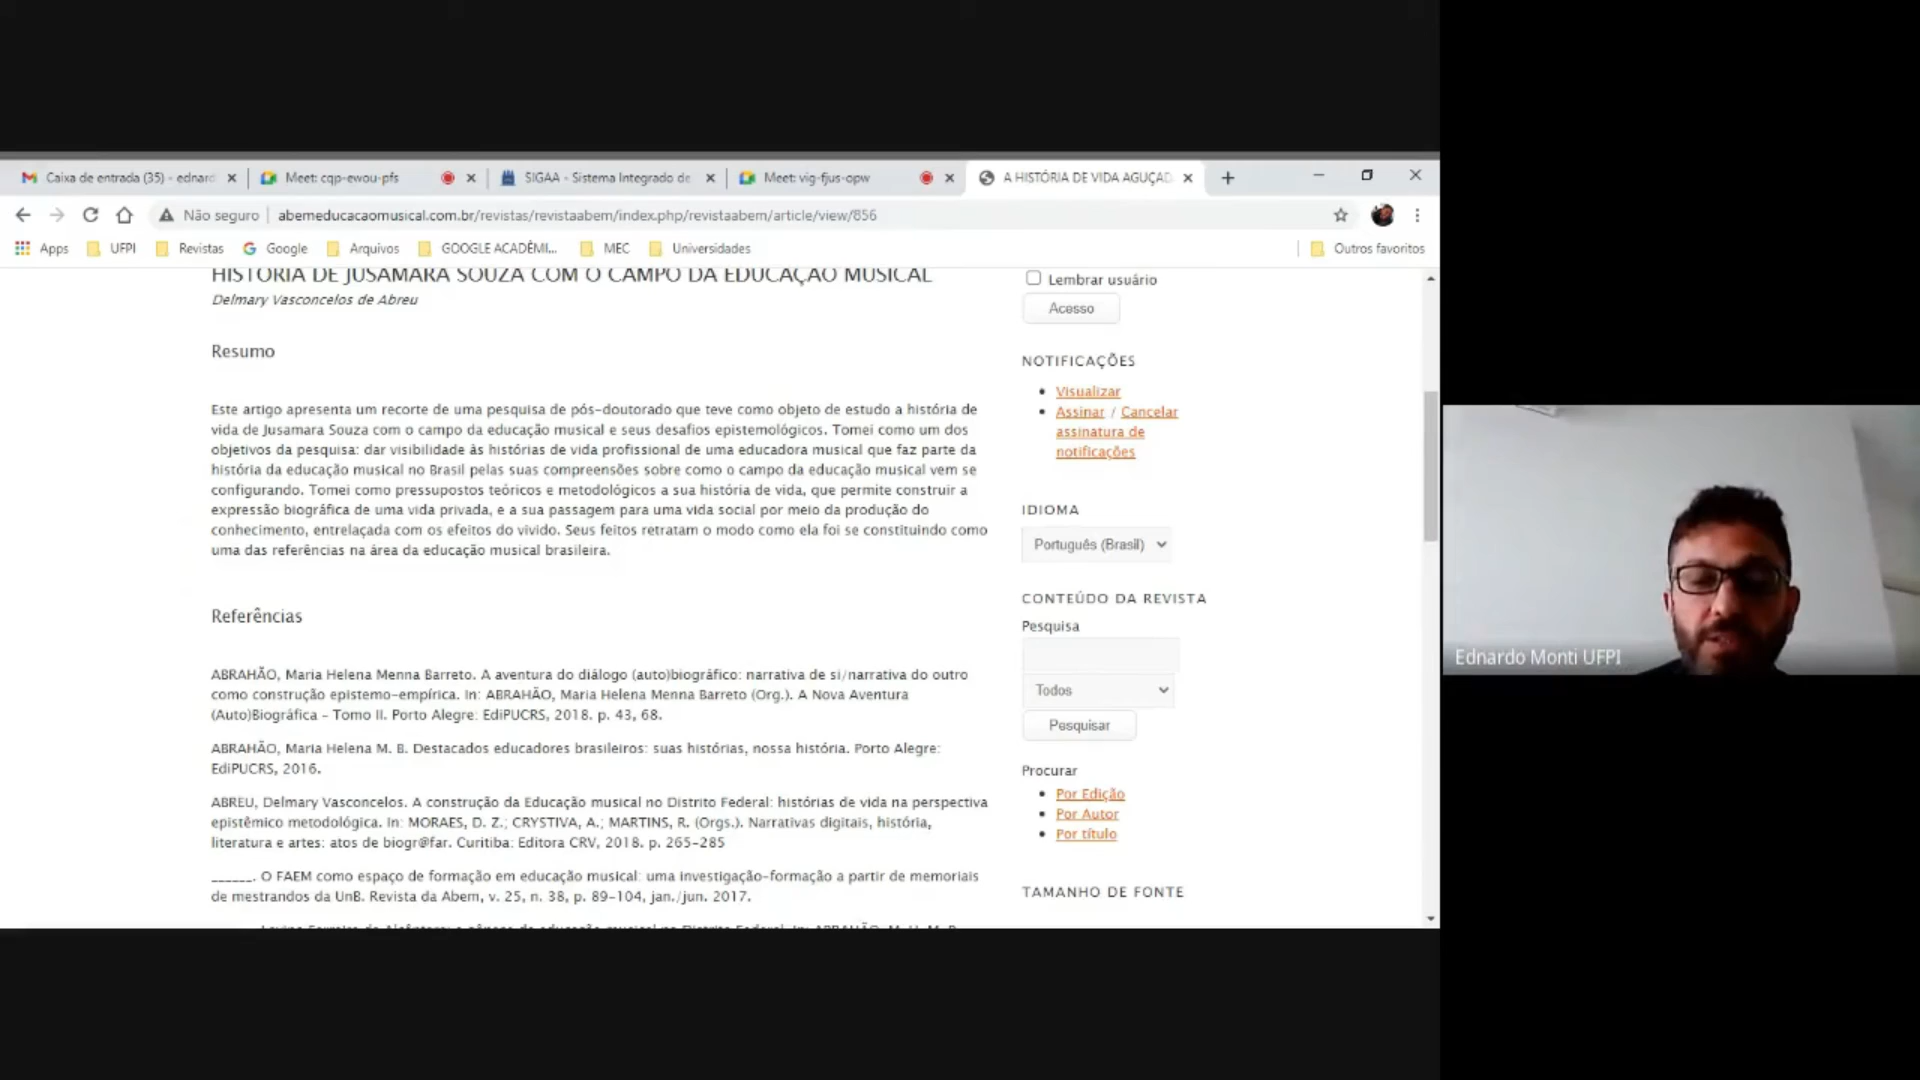 Caixa de entrada (35) - ednard
Meet: cqp-ewou-pfs
SIGAA - Sistema Integrado de
Meet: vig-fjus-opw
A HISTÓRIA DE VIDA AGUÇAD
Não seguro
abemeducacaomusical.com.br/revistas/revistaabem/index.php/revistaabem/article/view/856
Apps
UFPI
Revistas
Google
Arquivos
GOOGLE ACADÊMI...
MEC
Universidades
Outros favoritos
HISTÓRIA DE JUSAMARA SOUZA COM O CAMPO DA EDUCAÇÃO MUSICAL
Delmary Vasconcelos de Abreu
Resumo
Este artigo apresenta um recorte de uma pesquisa de pós-doutorado que teve como objeto de estudo a história de
vida de Jusamara Souza com o campo da educação musical e seus desafios epistemológicos. Tomei como um dos
objetivos da pesquisa: dar visibilidade às histórias de vida profissional de uma educadora musical que faz parte da
história da educação musical no Brasil pelas suas compreensões sobre como o campo da educação musical vem se
configurando. Tomei como pressupostos teóricos e metodológicos a sua história de vida, que permite construir a
expressão biográfica de uma vida privada, e a sua passagem para uma vida social por meio da produção do
conhecimento, entrelaçada com os efeitos do vivido. Seus feitos retratam o modo como ela foi se constituindo como
uma das referências na área da educação musical brasileira.
Referências
ABRAHÃO, Maria Helena Menna Barreto. A aventura do diálogo (auto)biográfico: narrativa de si/narrativa do outro
como construção epistemo-empírica. In: ABRAHÃO, Maria Helena Menna Barreto (Org.). A Nova Aventura
(Auto)Biográfica - Tomo II. Porto Alegre: EdiPUCRS, 2018. p. 43, 68.
ABRAHÃO, Maria Helena M. B. Destacados educadores brasileiros: suas histórias, nossa história. Porto Alegre:
EdiPUCRS, 2016.
ABREU, Delmary Vasconcelos. A construção da Educação musical no Distrito Federal: histórias de vida na perspectiva
epistêmico metodológica. In: MORAES, D. Z.; CRYSTIVA, A.; MARTINS, R. (Orgs.). Narrativas digitais, história,
literatura e artes: atos de biogr@far. Curitiba: Editora CRV, 2018. p. 265-285
______. O FAEM como espaço de formação em educação musical: uma investigação-formação a partir de memoriais
de mestrandos da UnB. Revista da Abem, v. 25, n. 38, p. 89-104, jan./jun. 2017.
Lembrar usuário
Acesso
NOTIFICAÇÕES
Visualizar
Assinar / Cancelar
assinatura de
notificações
IDIOMA
Português (Brasil)
CONTEÚDO DA REVISTA
Pesquisa
Todos
Pesquisar
Procurar
Por Edição
Por Autor
Por título
TAMANHO DE FONTE
Ednardo Monti UFPI